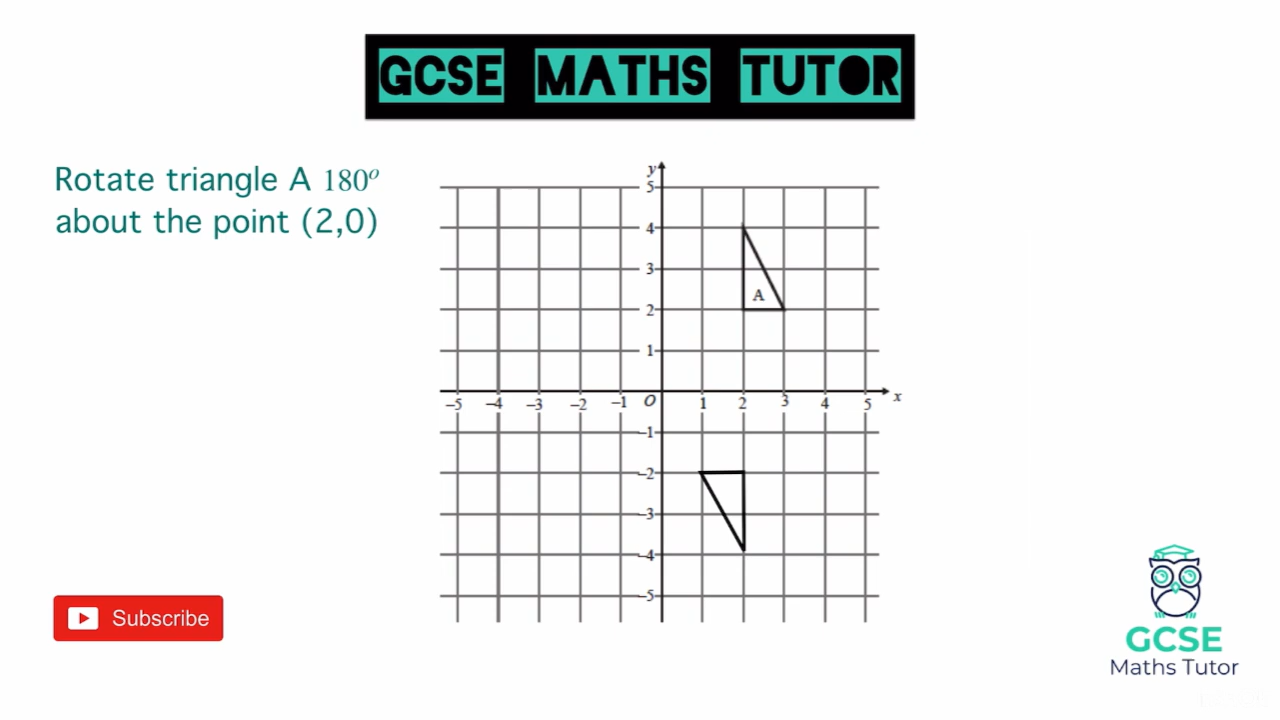 GCSE MATHS TUTOR
Rotate triangle A 180º
about the point (2,0)
y
5
4
3
A
2
1
–5 –4 –3 –2 –1 O 1 2 3 4 5 x
–1
–2
–3
–4
–5
Subscribe
GCSE
Maths Tutor